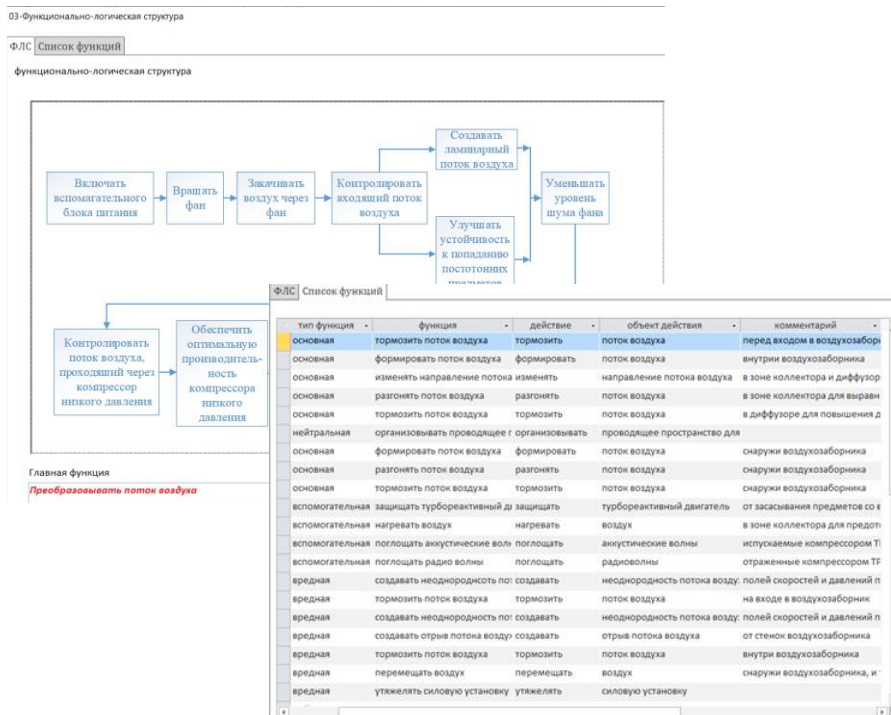 03-Функционально-логическая структура
ФЛС Список функций
функционально-логическая структура
Включать
вспомагательного
блока питания
Вращать
фан
Закачивать
воздух через
фан
Контролировать
входящий поток
воздуха
Создавать
ламинарный
поток воздуха
Улучшать
устойчивость
к попаданию
постотонних
Уменьшать
уровень
шума фана
Контролировать
поток воздуха,
проходящий через
компрессор
низкого давления
Обеспечить
оптимальную
производитель-
ность
компрессора
низкого
давления
Главная функция
Преобразовывать поток воздуха
ФЛС Список функций
тип функция функция действие объект действия комментарий
основная тормозить поток воздуха тормозить поток воздуха перед входом в воздухозаборн
основная формировать поток воздуха формировать поток воздуха внутрии воздухозаборника
основная изменять направление потока изменять направление потока воздуха в зоне коллектора и диффузор
основная разгонять поток воздуха разгонять поток воздуха в зоне коллектора для выравн
основная тормозить поток воздуха тормозить поток воздуха в диффузоре для повышения д
нейтральная организовывать проводящее г организовывать проводящее пространство для
основная формировать поток воздуха формировать поток воздуха снаружи воздухозаборника
основная разгонять поток воздуха разгонять поток воздуха снаружи воздухозаборника
основная тормозить поток воздуха тормозить поток воздуха снаружи воздухозаборника
вспомогательная защищать турбореактивный д защищать турбореактивный двигатель от засасывания предметов со в
вспомогательная нагревать воздух нагревать воздух в зоне коллектора для предот
вспомогательная поглощать аккустические волн поглощать аккустические волны испускаемые компрессором ТР
вспомогательная поглощать радио волны поглощать радиоволны отраженные компрессором ТР
вредная создавать неоднородность пот создавать неоднородность потока возду: полей скоростей и давлений п
вредная тормозить поток воздуха тормозить поток воздуха на входе в воздухозаборник
вредная создавать неоднородность пот создавать неоднородность потока возду: полей скоростей и давлений п
вредная создавать отрыв потока воздух создавать отрыв потока воздуха от стенок воздухозаборника
вредная тормозить поток воздуха тормозить поток воздуха внутри воздухозаборника
вредная перемещать воздух перемещать воздух снаружи воздухозаборника, и
вредная утяжелять силовую установку утяжелять силовую установку